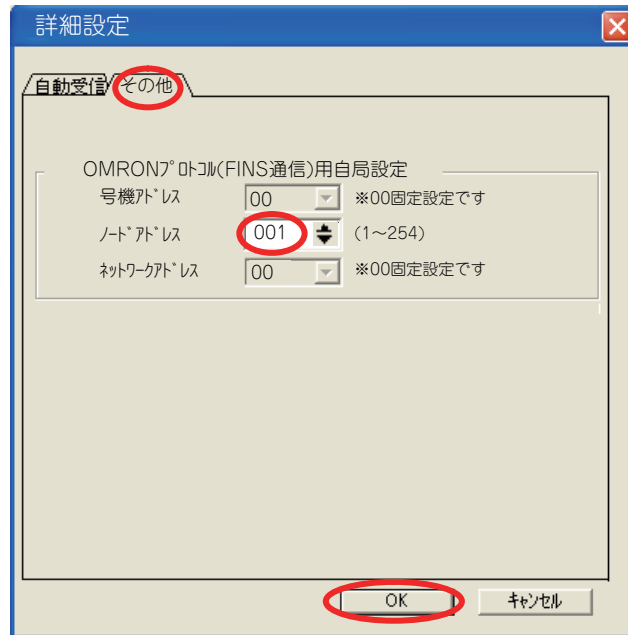 詳細設定
自動受信 その他
OMRONﾌﾟﾛﾄｺﾙ(FINS通信)用自局設定
号機ｱﾄﾞﾚｽ 00 ※00固定設定です
ﾉｰﾄﾞｱﾄﾞﾚｽ 001 (1～254)
ﾈｯﾄﾜｰｸｱﾄﾞﾚｽ 00 ※00固定設定です
OK ｷｬﾝｾﾙ